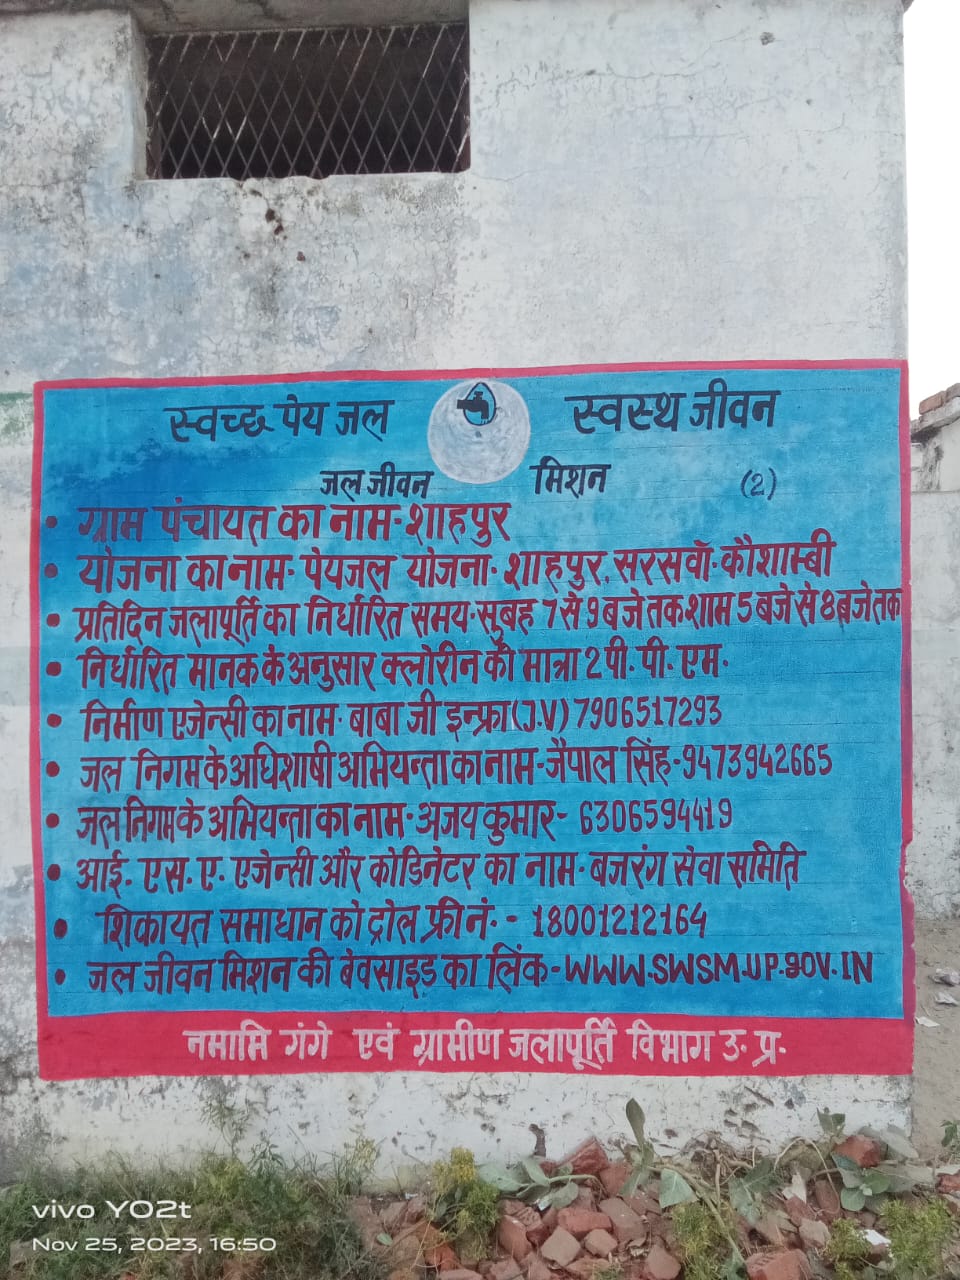 स्वच्छ पेय जल स्वस्थ जीवन
जल जीवन मिशन (2)
• ग्राम पंचायत का नाम-शाहपुर
• योजना का नाम- पेयजल योजना- शाहपुर, सरसवॉ- कौशाम्बी
• प्रतिदिन जलापूर्ति का निर्धारित समय-सुबह 7 से 9 बजे तक शाम 5 बजे से 8 बजे तक
• निर्धारित मानक के अनुसार क्लोरीन की मात्रा 2 पी. पी. एम.
• निर्माण एजेन्सी का नाम- बाबा जी इन्फ्रा (J.V) 7906517293
• जल निगम के अधिशाषी अभियन्ता का नाम-जैपाल सिंह-9473942665
• जल निगम के अभियन्ता का नाम-अजय कुमार- 6306594419
• आई. एस. ए. एजेन्सी और कोडिनेटर का नाम- बजरंग सेवा समिति
• शिकायत समाधान को ट्रोल फ्री नं. - 18001212164
• जल जीवन मिशन की बेवसाइड का लिंक-WWW.SWSM.UP.GOV.IN
नमामि गंगे एवं ग्रामीण जलापूर्ति विभाग उ. प्र.
vivo Y02t
Nov 25, 2023, 16:50